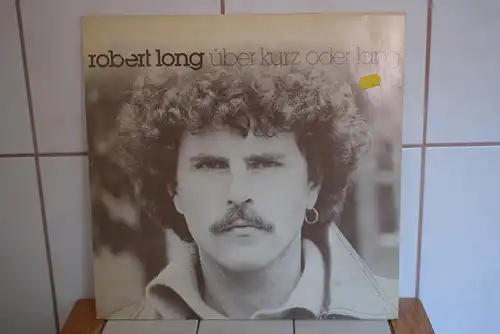 robert long über kurz oder lang